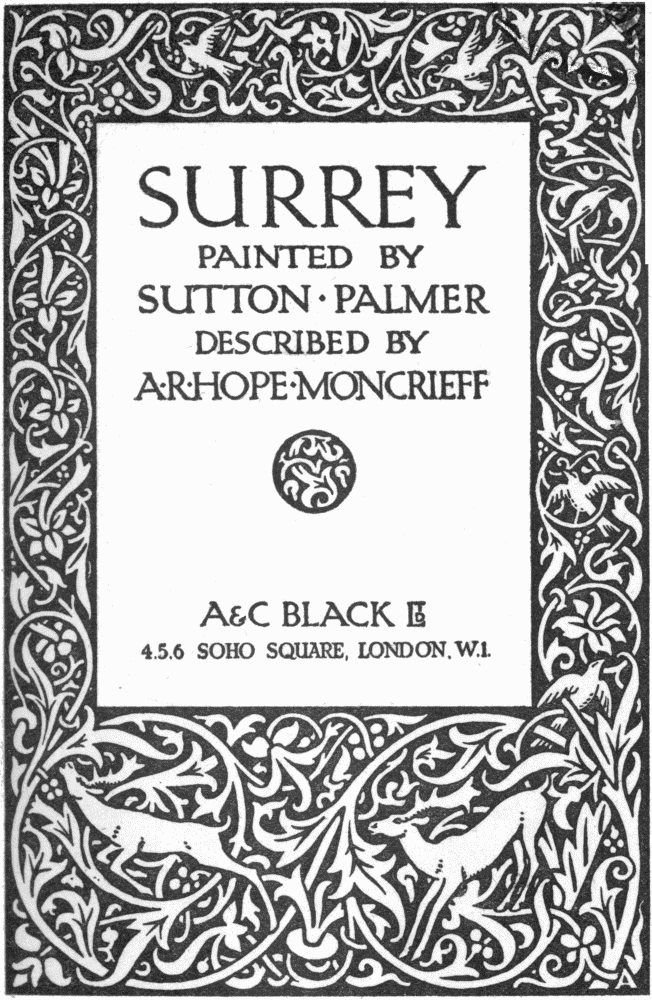 SURREY
PAINTED BY
SUTTON·PALMER
DESCRIBED BY
A·R·HOPE·MONCRIEFF
A&C BLACK LTD
4.5.6 SOHO SQUARE, LONDON, W.1.
A